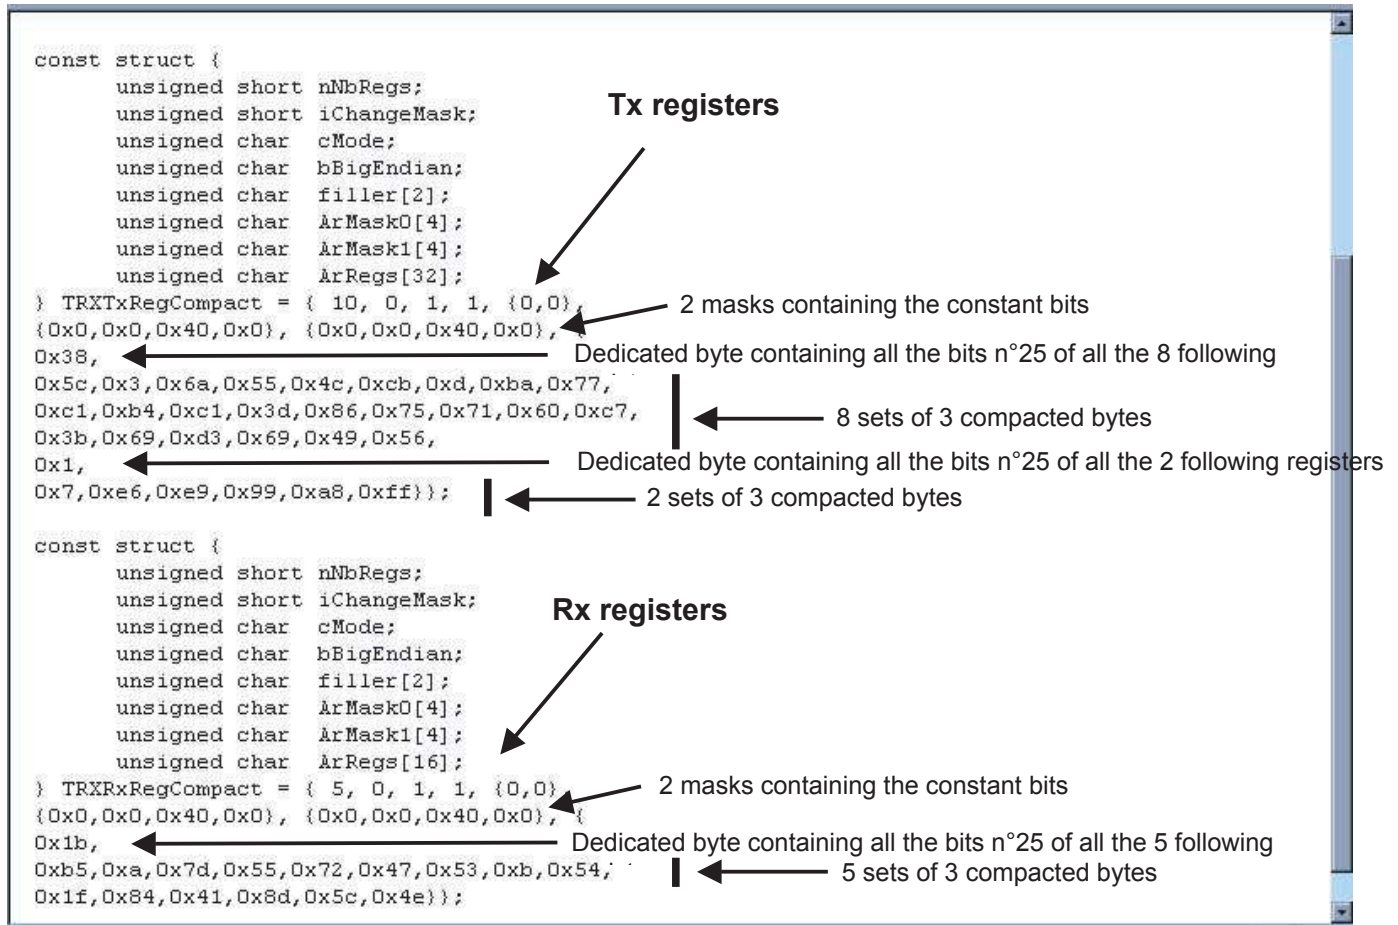 const struct {
unsigned short nNbRegs;
unsigned short iChangeMask;
Tx registers
unsigned char cMode;
unsigned char bBigEndian;
unsigned char filler[2];
unsigned char ArMask0[4];
unsigned char ArMask1[4];
unsigned char ArRegs[32];
} TRXTxRegCompact = { 10, 0, 1, 1, {0,0},
2 masks containing the constant bits
{0x0,0x0,0x40,0x0}, {0x0,0x0,0x40,0x0}, {
0x38,
Dedicated byte containing all the bits n°25 of all the 8 following
0x5c,0x3,0x6a,0x55,0x4c,0xcb,0xd,0xba,0x77,
0xc1,0xb4,0xc1,0x3d,0x86,0x75,0x71,0x60,0xc7,
8 sets of 3 compacted bytes
0x3b,0x69,0xd3,0x69,0x49,0x56,
0x1,
Dedicated byte containing all the bits n°25 of all the 2 following registers
0x7,0xe6,0xe9,0x99,0xa8,0xff}};
2 sets of 3 compacted bytes
const struct {
unsigned short nNbRegs;
unsigned short iChangeMask;
Rx registers
unsigned char cMode;
unsigned char bBigEndian;
unsigned char filler[2];
unsigned char ArMask0[4];
unsigned char ArMask1[4];
unsigned char ArRegs[16];
} TRXRxRegCompact = { 5, 0, 1, 1, {0,0},
2 masks containing the constant bits
{0x0,0x0,0x40,0x0}, {0x0,0x0,0x40,0x0}, {
0x1b,
Dedicated byte containing all the bits n°25 of all the 5 following
0xb5,0xa,0x7d,0x55,0x72,0x47,0x53,0xb,0x54,
5 sets of 3 compacted bytes
0x1f,0x84,0x41,0x8d,0x5c,0x4e}};